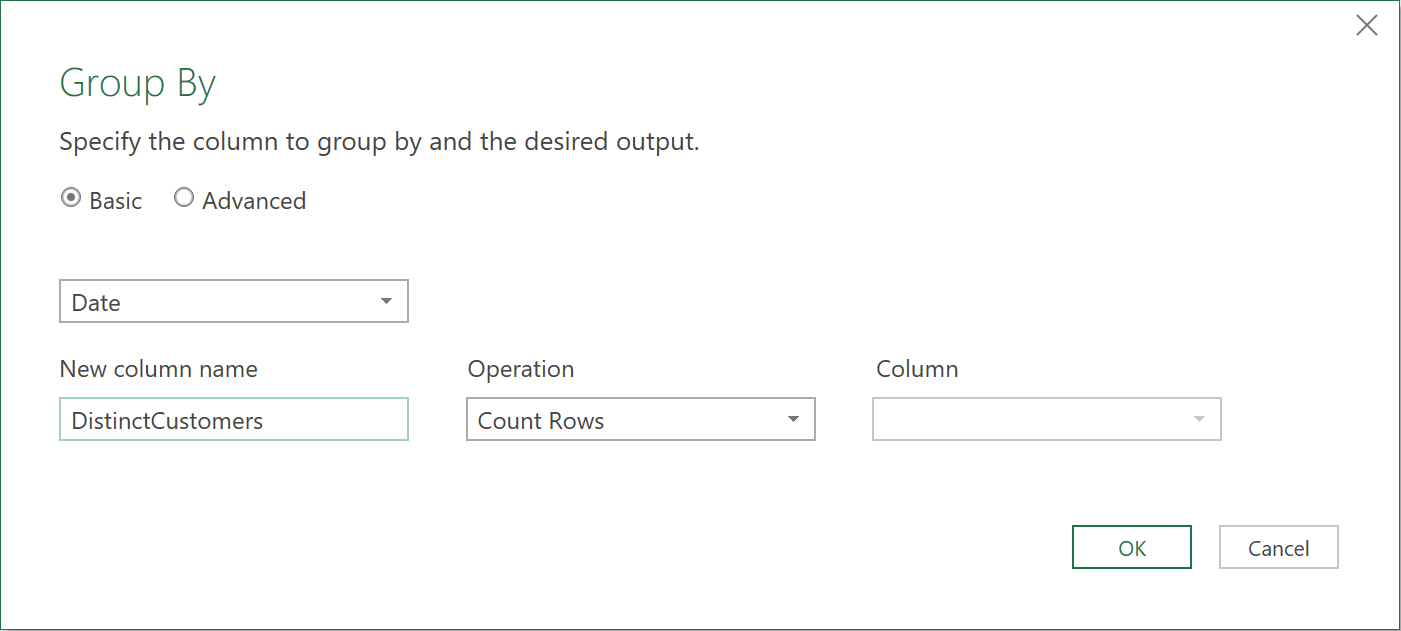 Group By
Specify the column to group by and the desired output.
Basic Advanced
Date
New column name Operation Column
DistinctCustomers Count Rows
OK Cancel